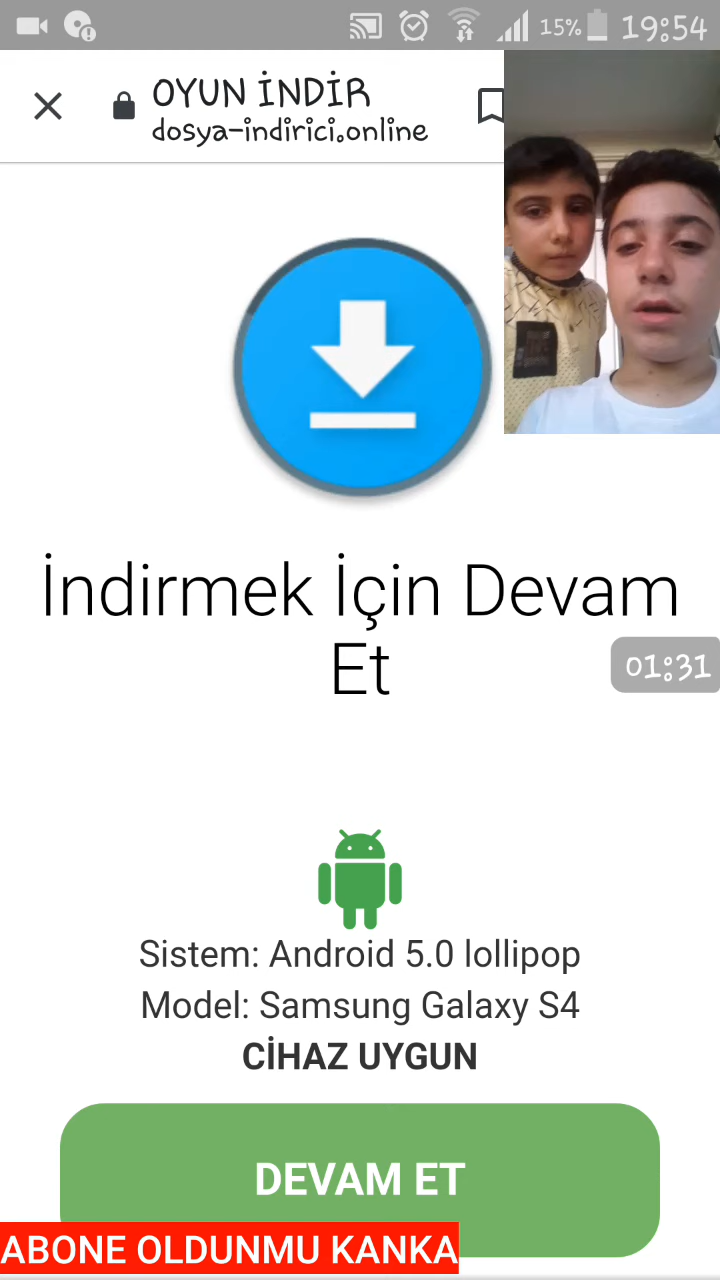 15% 19:54
OYUN İNDİR
dosya-indirici.online
İndirmek İçin Devam
Et
01:31
Sistem: Android 5.0 lollipop
Model: Samsung Galaxy S4
CİHAZ UYGUN
DEVAM ET
ABONE OLDUNMU KANKA